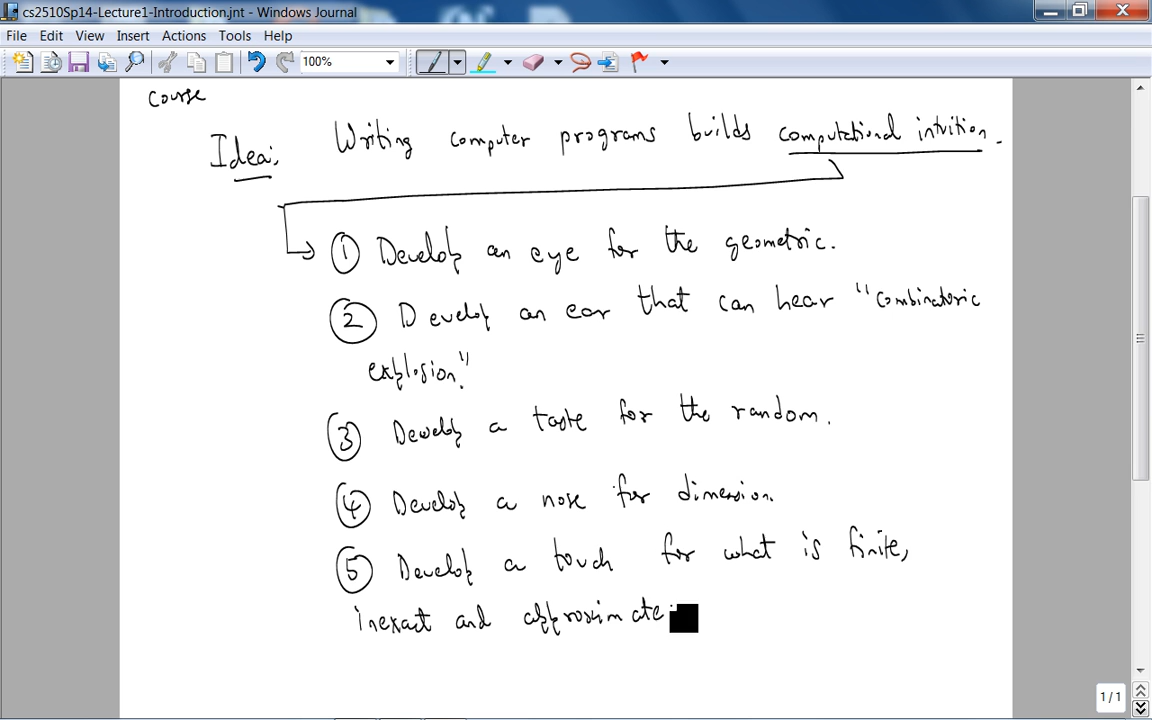 cs2510Sp14-Lecture1-Introduction.jnt - Windows Journal
File Edit View Insert Actions Tools Help
100%
course
Idea: Writing computer programs builds computational intuition.
1 Develop an eye for the geometric.
2 Develop an ear that can hear "combinatoric
explosion."
3 Develop a taste for the random.
4 Develop a nose for dimension.
5 Develop a touch for what is finite,
inexact and approximate.
1 / 1